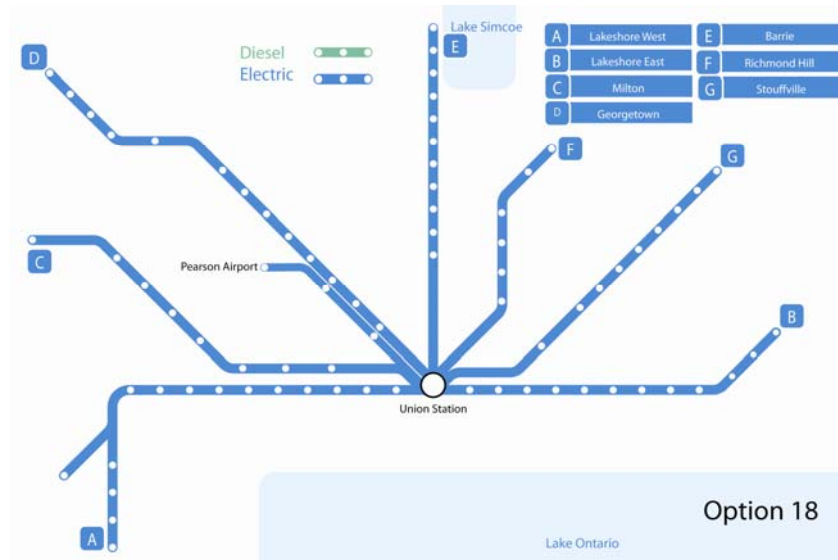 Lake Simcoe
A Lakeshore West
E Barrie
B Lakeshore East
F Richmond Hill
C Milton
G Stouffville
D Georgetown
Diesel
Electric
D
E
F
G
C
Pearson Airport
B
Union Station
A
Option 18
Lake Ontario